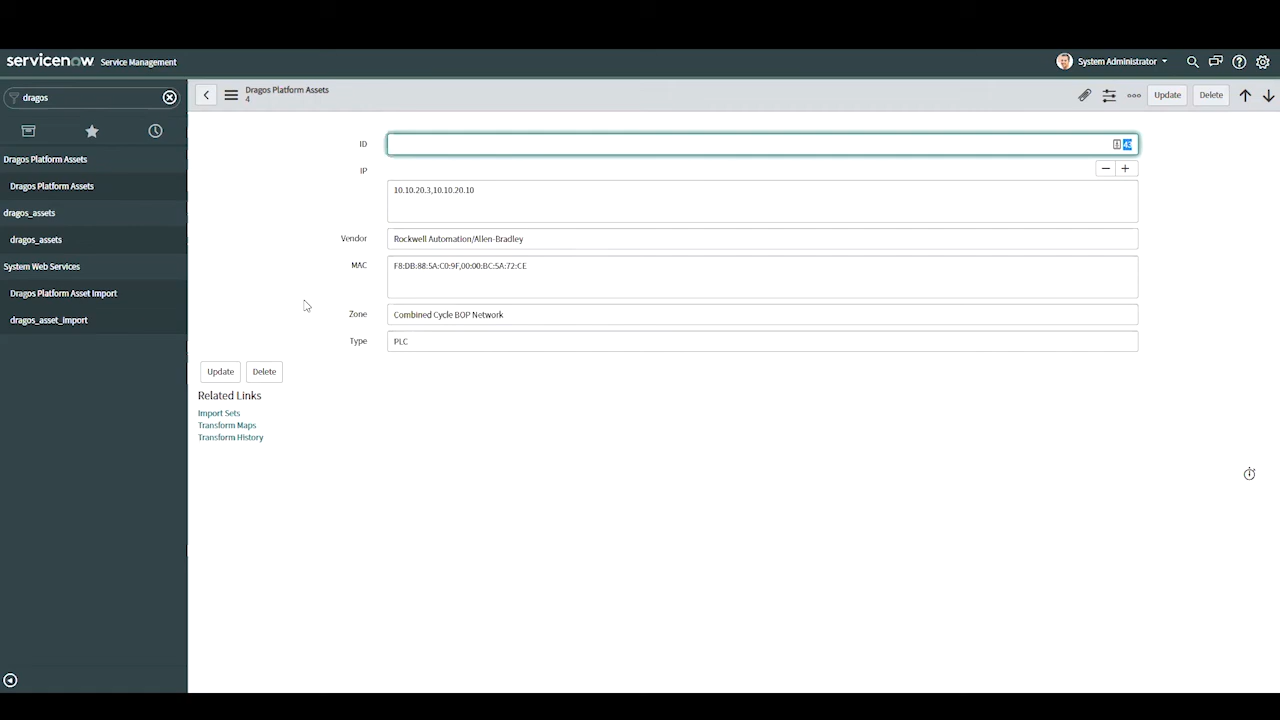 servicenow Service Management
System Administrator
dragos
Dragos Platform Assets
4
Update
Delete
Dragos Platform Assets
Dragos Platform Assets
dragos_assets
dragos_assets
System Web Services
Dragos Platform Asset Import
dragos_asset_import
ID
43
IP
10.10.20.3,10.10.20.10
Vendor
Rockwell Automation/Allen-Bradley
MAC
F8:DB:88:5A:C0:9F,00:00:BC:5A:72:CE
Zone
Combined Cycle BOP Network
Type
PLC
Update
Delete
Related Links
Import Sets
Transform Maps
Transform History